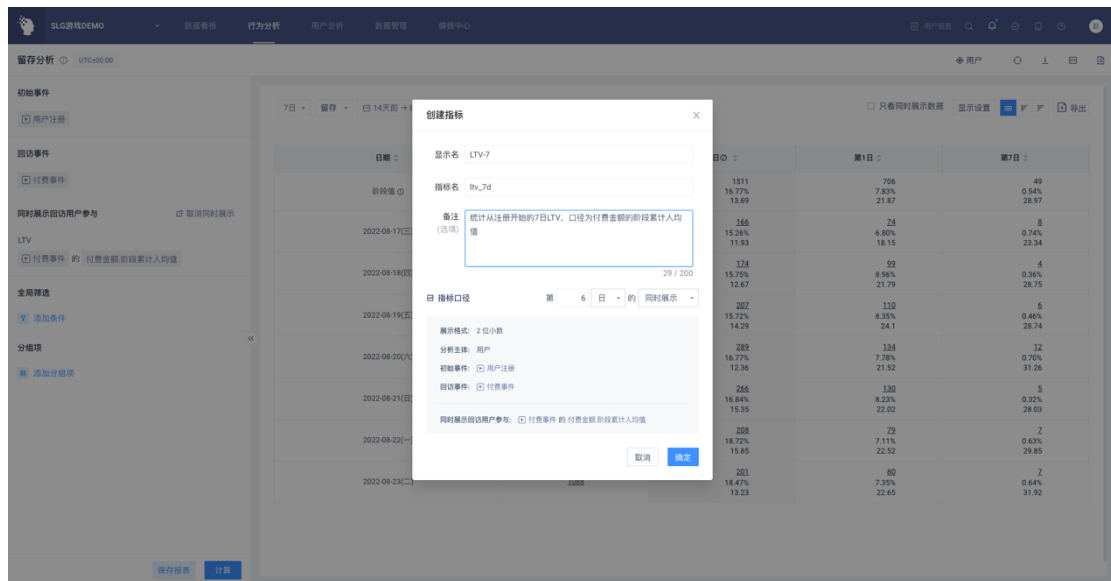 SLG游戏DEMO 数据看板 行为分析 用户分析 数据管理 模板中心
留存分析 UTC±00:00 用户
初始事件
用户注册
回访事件
付费事件
同时展示回访用户参与 取消同时展示
LTV
付费事件 的 付费金额.阶段累计人均值
全局筛选
添加条件
分组项
添加分组项
保存报表 计算
7日 留存 14天前 →
只看同时展示数据 显示设置 导出
日期 第1日 第7日
阶段值 1511 706 49
16.77% 7.83% 0.54%
13.69 21.87 28.97
2022-08-17(三) 166 74 8
15.26% 6.80% 0.74%
11.93 18.15 23.34
2022-08-18(四 174 99 4
15.75% 8.96% 0.36%
12.67 21.79 28.75
2022-08-19(五 207 110 6
15.72% 8.35% 0.46%
14.29 24.1 28.74
2022-08-20(六 289 134 12
16.77% 7.78% 0.70%
12.36 21.52 31.26
2022-08-21(日 266 130 5
16.84% 8.23% 0.32%
15.35 22.02 28.03
2022-08-22(一 208 79 7
18.72% 7.11% 0.63%
15.85 22.52 29.85
2022-08-23(二) 1088 201 80 7
18.47% 7.35% 0.64%
13.23 22.65 31.92
创建指标
显示名 LTV-7
指标名 ltv_7d
备注 统计从注册开始的7日LTV、口径为付费金额的阶段累计人均
(选填) 值
29 / 200
指标口径 第 6 日 的 同时展示
展示格式: 2 位小数
分析主体: 用户
初始事件: 用户注册
回访事件: 付费事件
同时展示回访用户参与: 付费事件 的 付费金额.阶段累计人均值
取消 确定